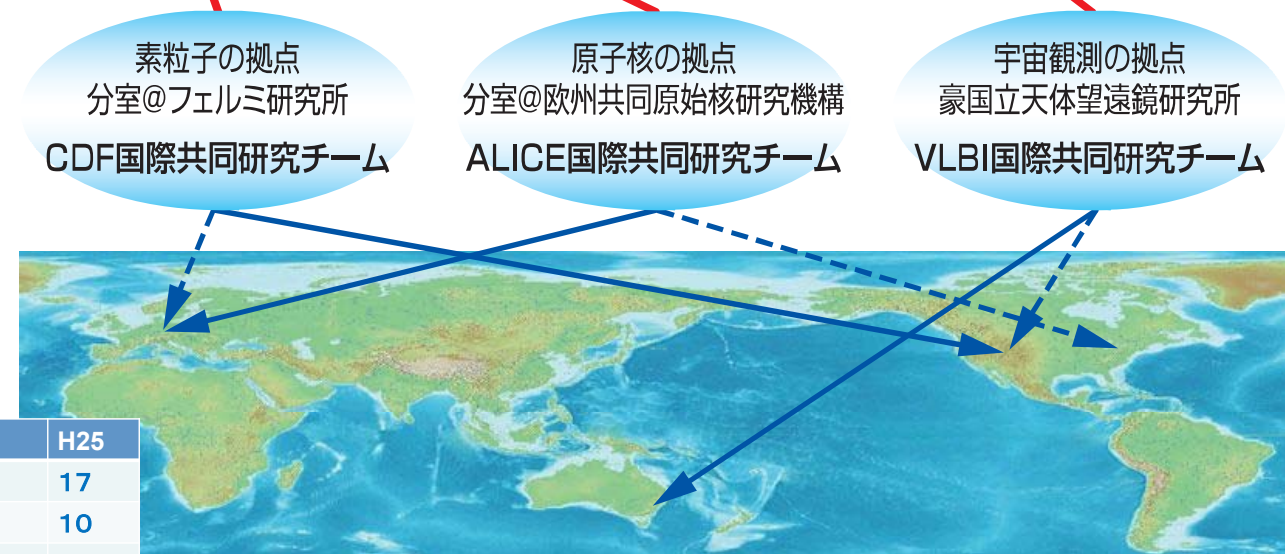 素粒子の拠点
分室@フェルミ研究所
CDF国際共同研究チーム
原子核の拠点
分室@欧州共同原始核研究機構
ALICE国際共同研究チーム
宇宙観測の拠点
豪国立天体望遠鏡研究所
VLBI国際共同研究チーム
H25
17
10